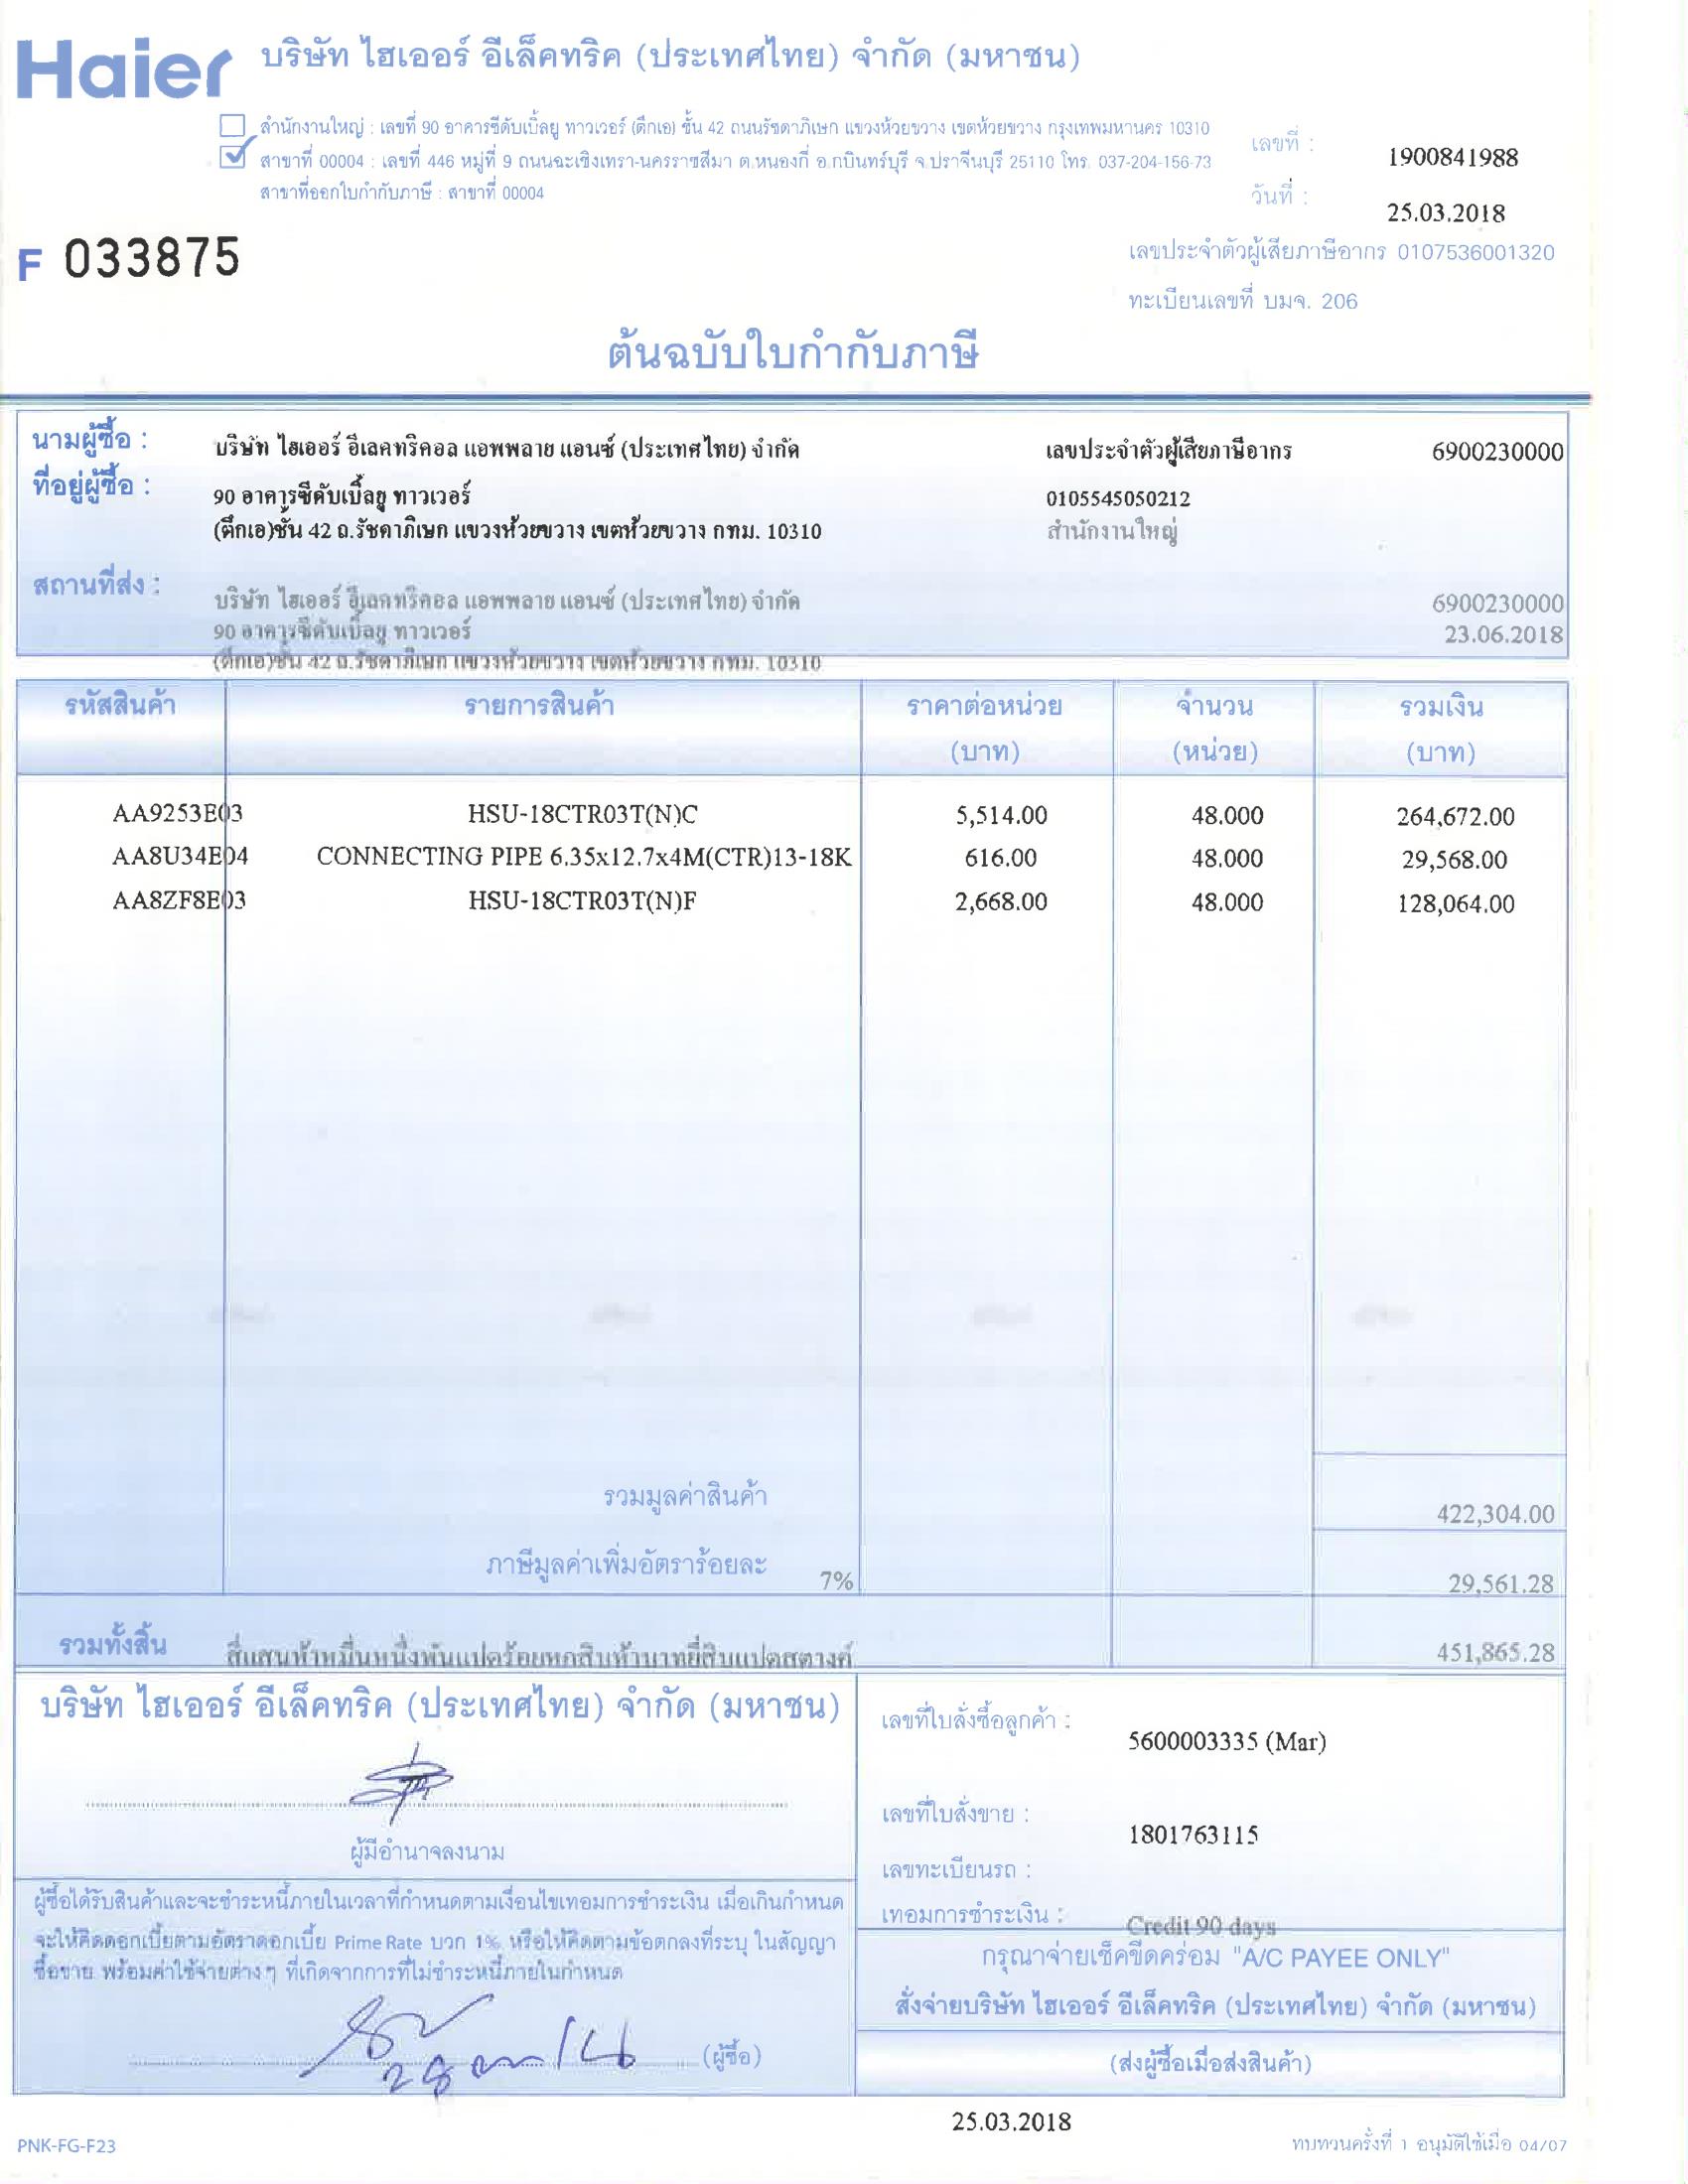 Haier บริษัท ไฮเออร์ อีเล็คทริค (ประเทศไทย) จำกัด (มหาชน)
สำนักงานใหญ่ : เลขที่ 90 อาคารซีดับเบิ้ลยู ทาวเวอร์ (ตึกเอ) ชั้น 42 ถนนรัชดาภิเษก แขวงห้วยขวาง เขตห้วยขวาง กรุงเทพมหานคร 10310
สาขาที่ 00004 : เลขที่ 446 หมู่ที่ 9 ถนนฉะเชิงเทรา-นครราชสีมา ต.หนองกี่ อ.กบินทร์บุรี จ.ปราจีนบุรี 25110 โทร. 037-204-156-73
สาขาที่ออกใบกำกับภาษี : สาขาที่ 00004
เลขที่ : 1900841988
วันที่ : 25.03.2018
F 033875
เลขประจำตัวผู้เสียภาษีอากร 0107536001320
ทะเบียนเลขที่ บมจ. 206
ต้นฉบับใบกำกับภาษี
นามผู้ซื้อ : บริษัท ไฮเออร์ อีเลคทริคอล แอพพลาย แอนซ์ (ประเทศไทย) จำกัด เลขประจำตัวผู้เสียภาษีอากร 6900230000
ที่อยู่ผู้ซื้อ : 90 อาคารซีดับเบิ้ลยู ทาวเวอร์ 0105545050212
(ตึกเอ)ชั้น 42 ถ.รัชดาภิเษก แขวงห้วยขวาง เขตห้วยขวาง กทม. 10310 สำนักงานใหญ่
สถานที่ส่ง : บริษัท ไฮเออร์ อีเลคทริคอล แอพพลาย แอนซ์ (ประเทศไทย) จำกัด 6900230000
90 อาคารซีดับเบิ้ลยู ทาวเวอร์ 23.06.2018
(ตึกเอ)ชั้น 42 ถ.รัชดาภิเษก แขวงห้วยขวาง เขตห้วยขวาง กทม. 10310
รหัสสินค้า รายการสินค้า ราคาต่อหน่วย จำนวน รวมเงิน
(บาท) (หน่วย) (บาท)
AA9253E03 HSU-18CTR03T(N)C 5,514.00 48.000 264,672.00
AA8U34E04 CONNECTING PIPE 6.35x12.7x4M(CTR)13-18K 616.00 48.000 29,568.00
AA8ZF8E03 HSU-18CTR03T(N)F 2,668.00 48.000 128,064.00
รวมมูลค่าสินค้า 422,304.00
ภาษีมูลค่าเพิ่มอัตราร้อยละ 7% 29,561.28
รวมทั้งสิ้น สี่แสนห้าหมื่นหนึ่งพันแปดร้อยหกสิบห้าบาทยี่สิบแปดสตางค์ 451,865.28
บริษัท ไฮเออร์ อีเล็คทริค (ประเทศไทย) จำกัด (มหาชน)
ผู้มีอำนาจลงนาม
เลขที่ใบสั่งซื้อลูกค้า : 5600003335 (Mar)
เลขที่ใบสั่งขาย : 1801763115
เลขทะเบียนรถ :
เทอมการชำระเงิน : Credit 90 days
ผู้ซื้อได้รับสินค้าและจะชำระหนี้ภายในเวลาที่กำหนดตามเงื่อนไขเทอมการชำระเงิน เมื่อเกินกำหนด
จะให้คิดดอกเบี้ยตามอัตราดอกเบี้ย Prime Rate บวก 1% หรือให้คิดตามข้อตกลงที่ระบุ ในสัญญา
ซื้อขาย พร้อมค่าใช้จ่ายต่างๆ ที่เกิดจากการที่ไม่ชำระหนี้ภายในกำหนด
(ผู้ซื้อ)
กรุณาจ่ายเช็คขีดคร่อม "A/C PAYEE ONLY"
สั่งจ่ายบริษัท ไฮเออร์ อีเล็คทริค (ประเทศไทย) จำกัด (มหาชน)
(ส่งผู้ซื้อเมื่อส่งสินค้า)
25.03.2018
PNK-FG-F23 ทบทวนครั้งที่ 1 อนุมัติใช้เมื่อ 04/07